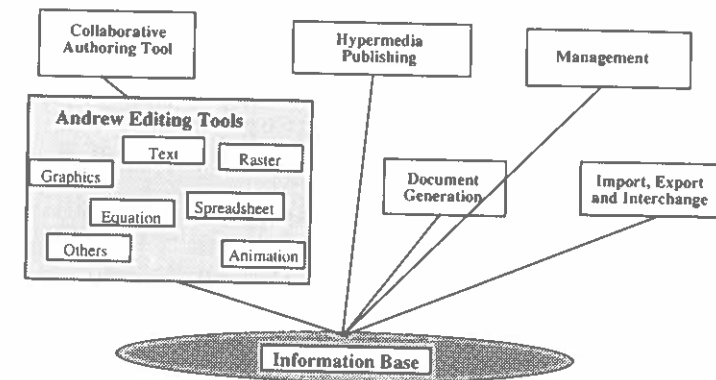 Collaborative
Authoring Tool
Hypermedia
Publishing
Management
Andrew Editing Tools
Text
Raster
Graphics
Equation
Spreadsheet
Others
Animation
Document
Generation
Import, Export
and Interchange
Information Base